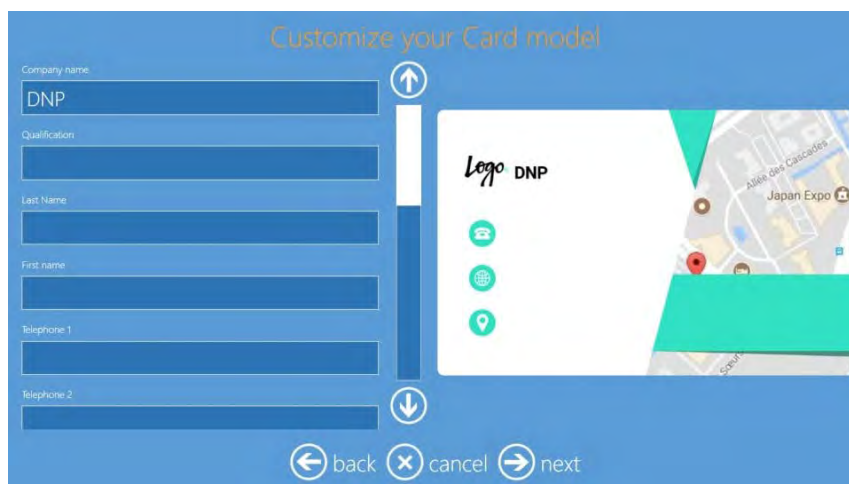 Customize your Card model
Company name
DNP
Qualification
Last Name
First name
Telephone 1
Telephone 2
Logo DNP
Allée des Cascades
Japan Expo
back
cancel
next